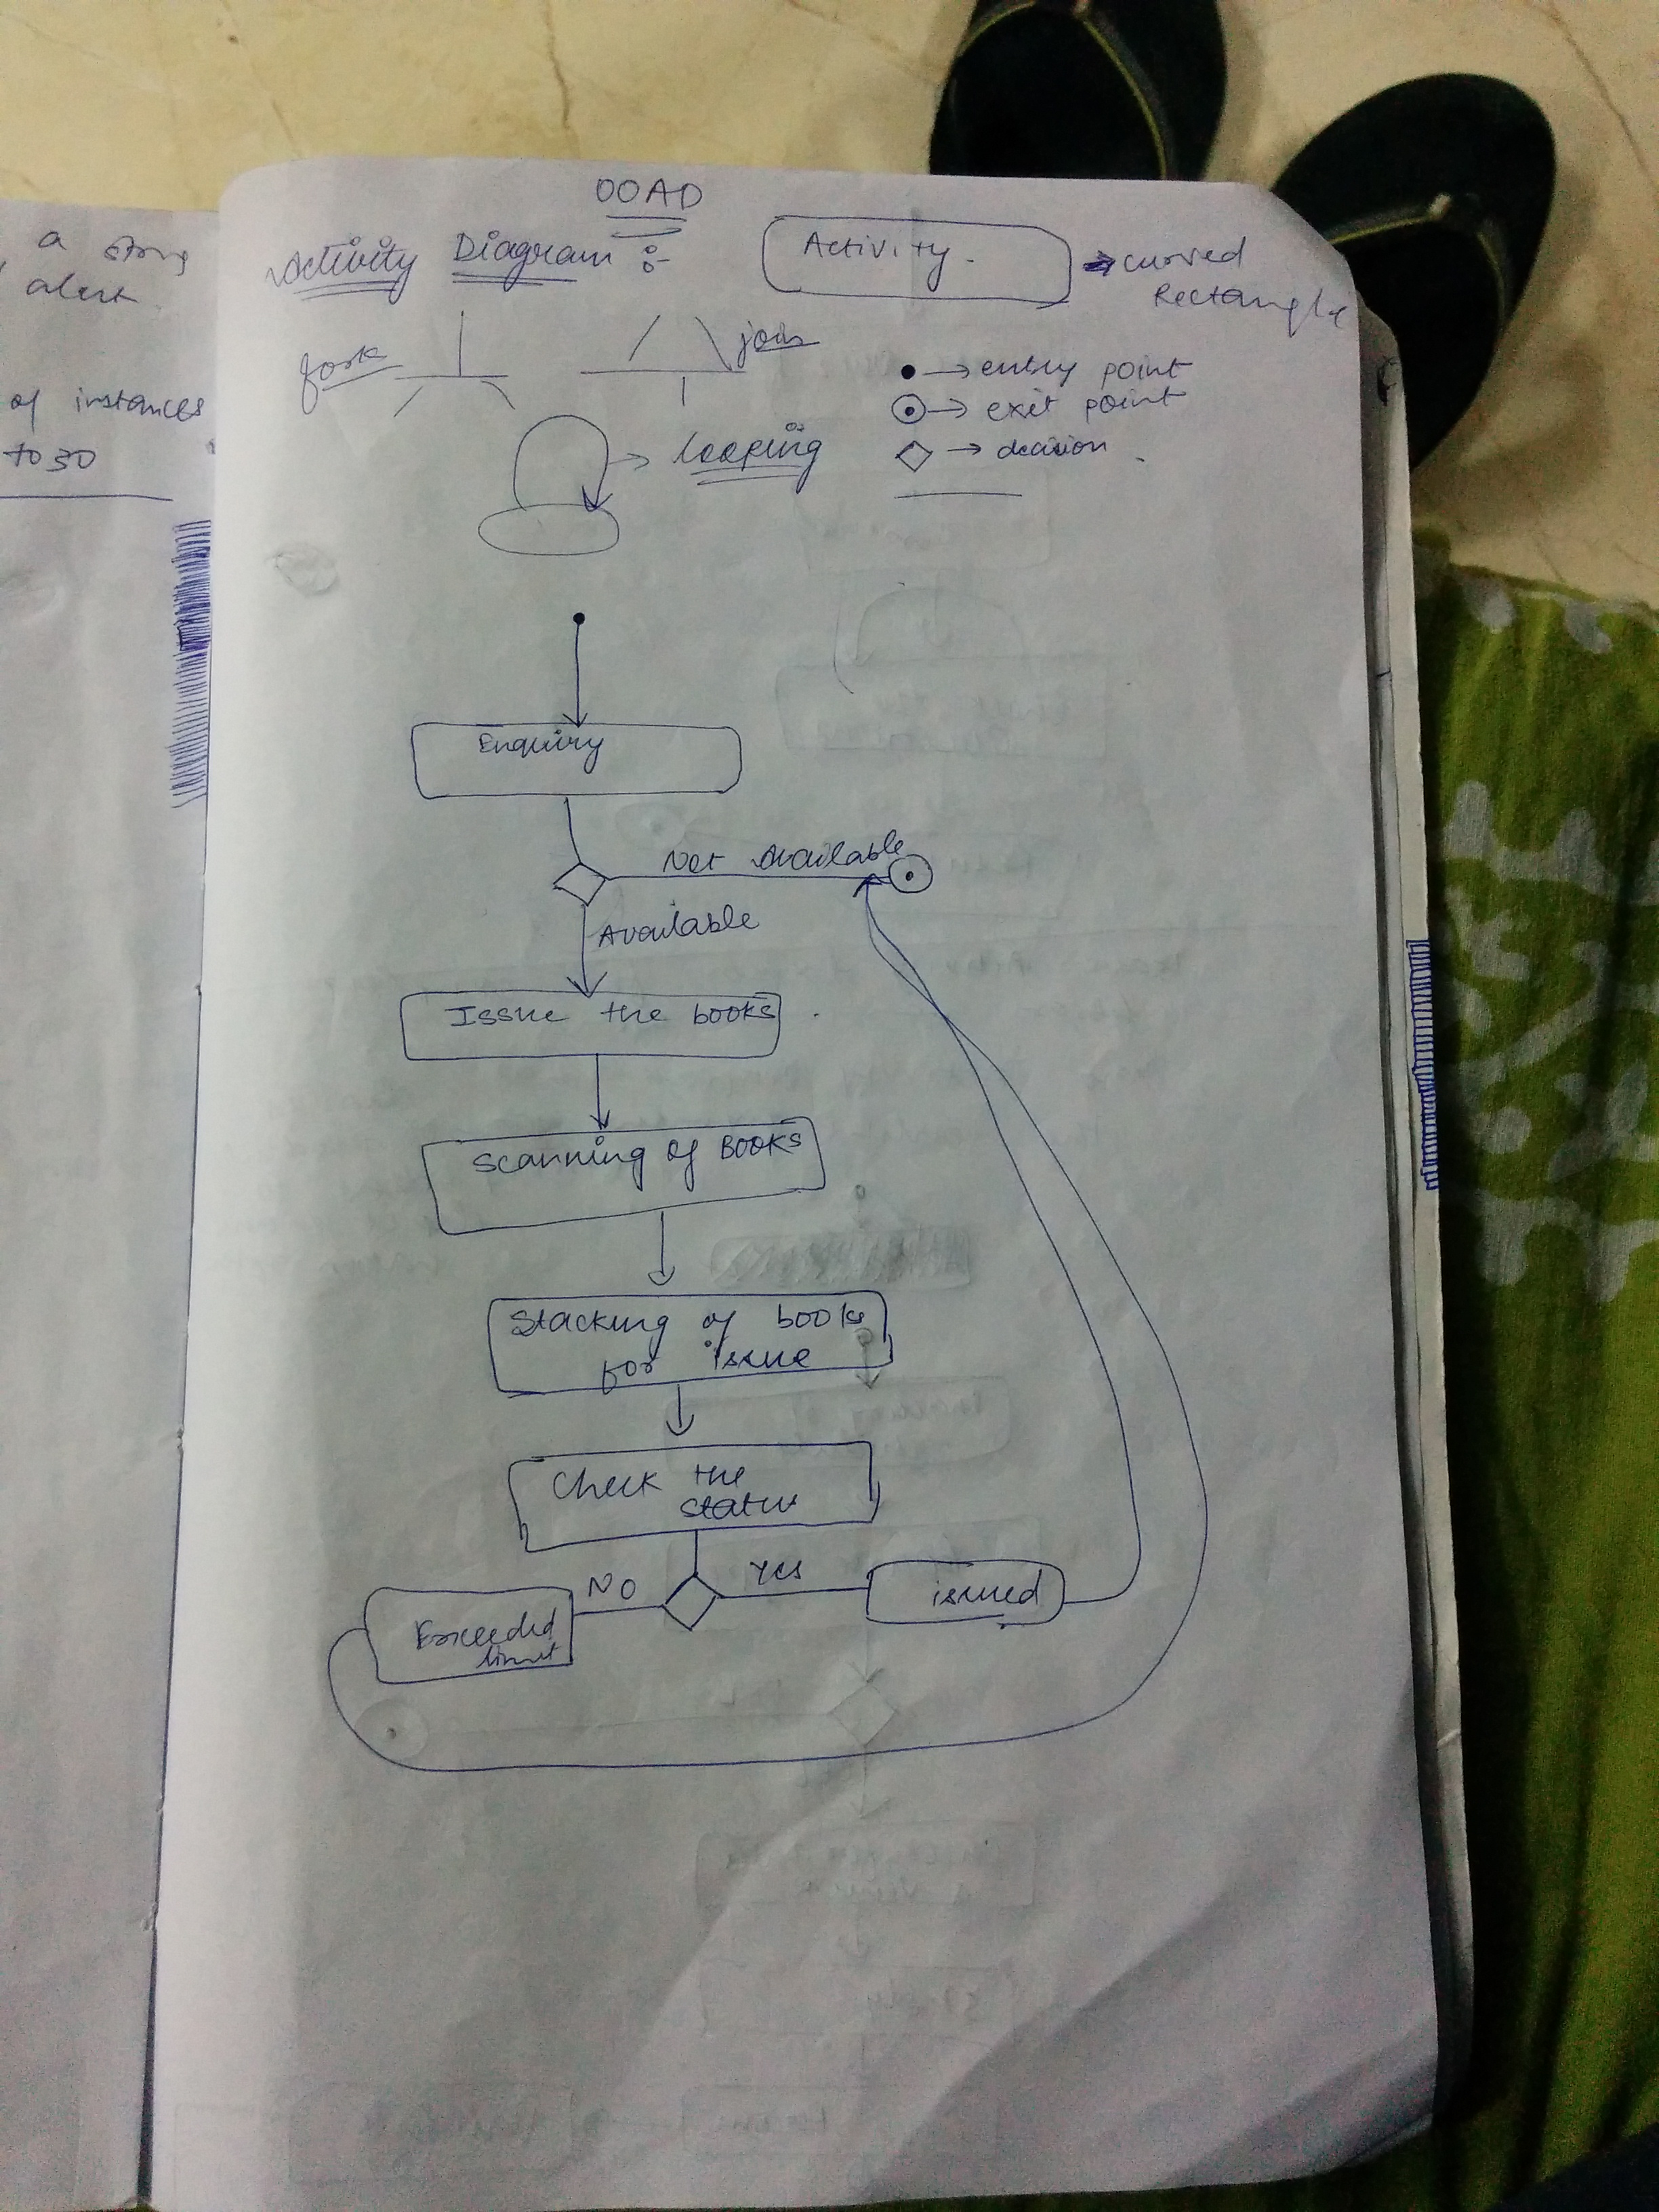 a
alert
of instances
to 30
OOAD
Activity Diagram :-
Activity.
curved
Rectangle
fork
join
entry point
exit point
decision
looping
Enquiry
Not Available
Available
Issue the books
Scanning of BOOKS
Stacking of books
for issue
Check the
status
NO
Yes
issued
Exceeded
limit